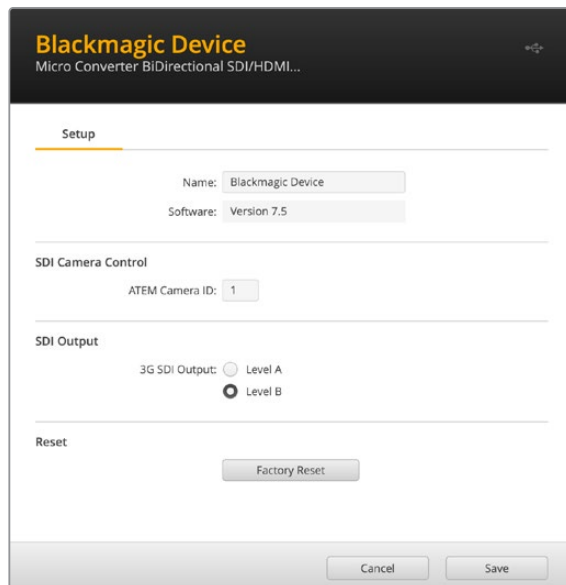 Blackmagic Device
Micro Converter BiDirectional SDI/HDMI...
Setup
Name: Blackmagic Device
Software: Version 7.5
SDI Camera Control
ATEM Camera ID: 1
SDI Output
3G SDI Output: Level A
Level B
Reset
Factory Reset
Cancel Save